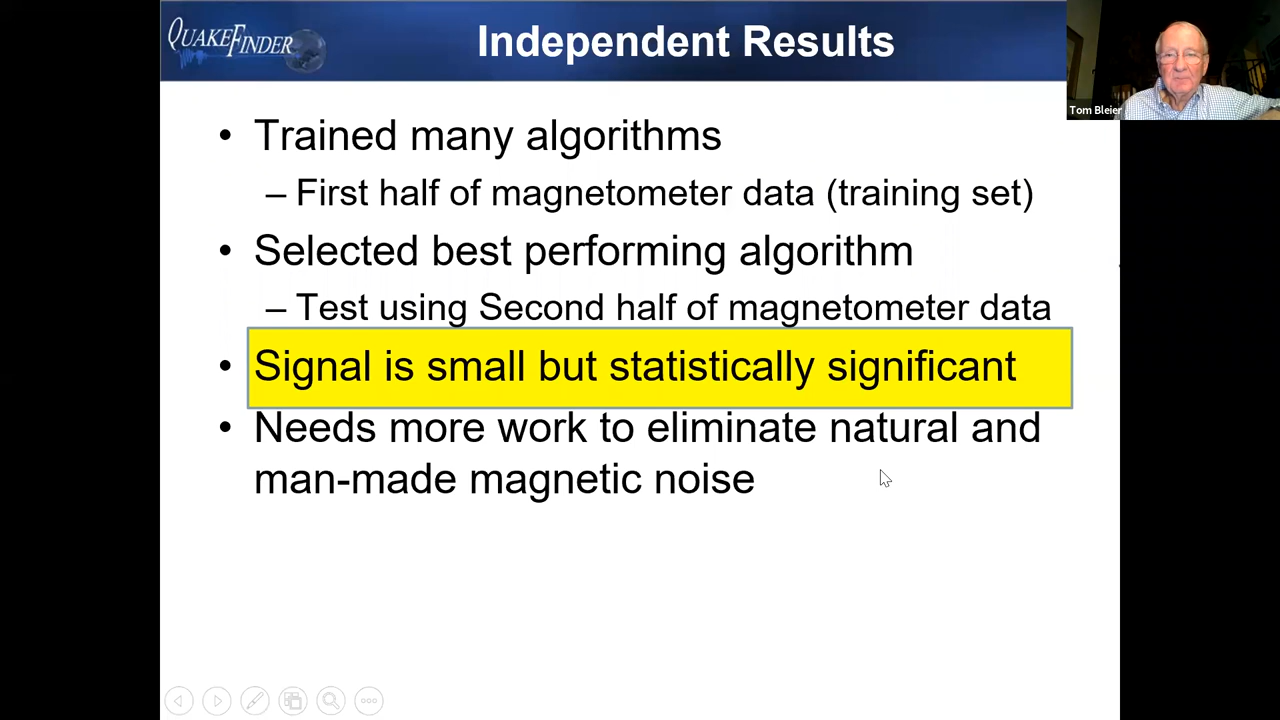 QUAKEFINDER
Independent Results
Tom Bleier
• Trained many algorithms
– First half of magnetometer data (training set)
• Selected best performing algorithm
– Test using Second half of magnetometer data
• Signal is small but statistically significant
• Needs more work to eliminate natural and
man-made magnetic noise